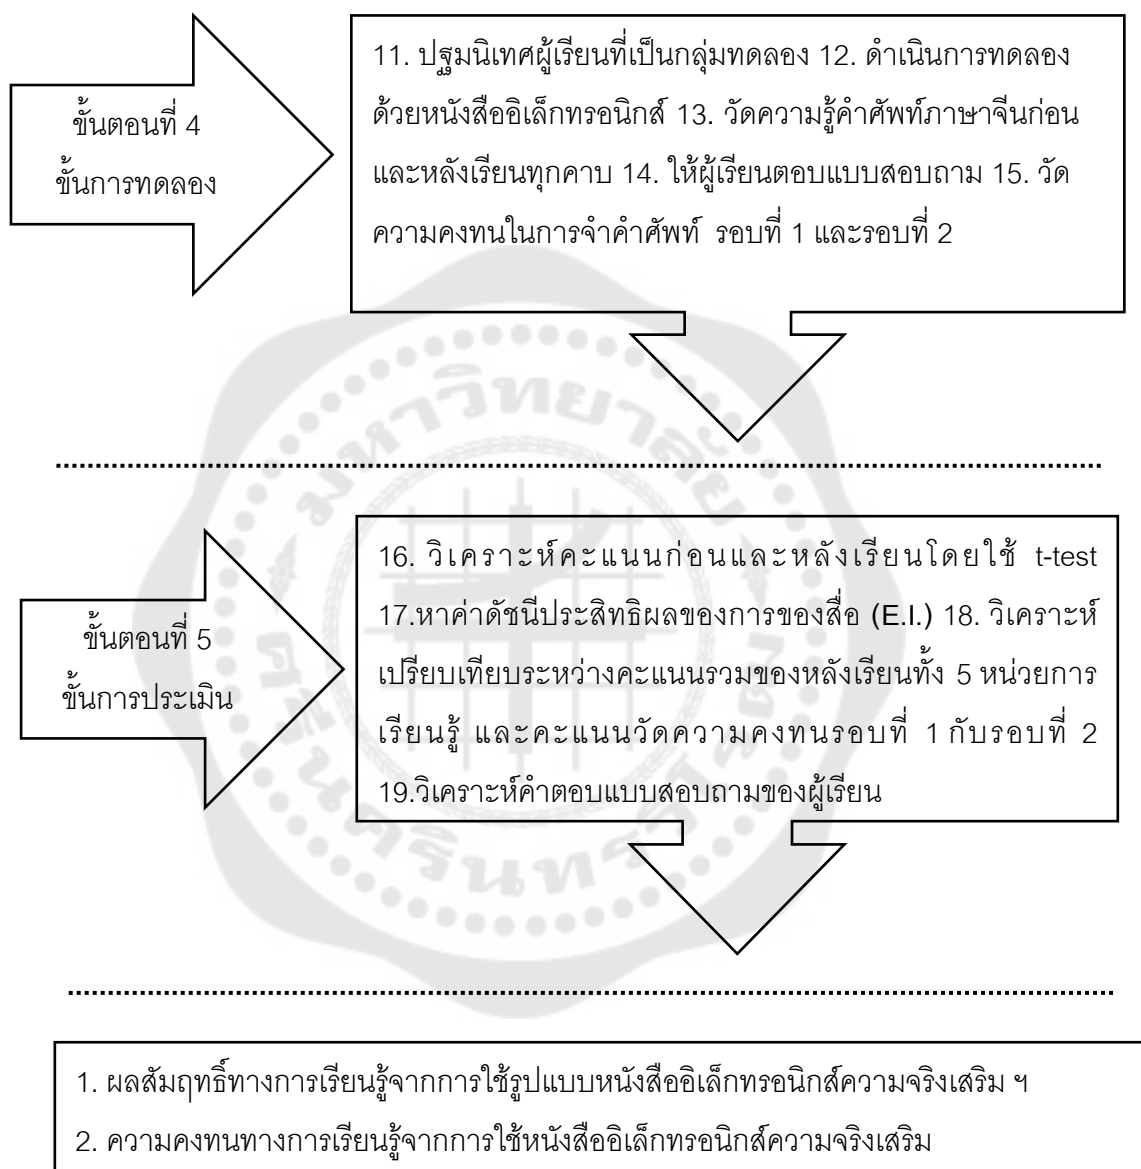 ขั้นตอนที่ 4
ขั้นการทดลอง
11. ปฐมนิเทศผู้เรียนที่เป็นกลุ่มทดลอง 12. ดำเนินการทดลอง
ด้วยหนังสืออิเล็กทรอนิกส์ 13. วัดความรู้คำศัพท์ภาษาจีนก่อน
และหลังเรียนทุกคาบ 14. ให้ผู้เรียนตอบแบบสอบถาม 15. วัด
ความคงทนในการจำคำศัพท์ รอบที่ 1 และรอบที่ 2
มหาวิทยาลัย
ศรีนครินทรวิโรฒ
ขั้นตอนที่ 5
ขั้นการประเมิน
16. วิเคราะห์คะแนนก่อนและหลังเรียนโดยใช้ t-test
17.หาค่าดัชนีประสิทธิผลของการของสื่อ (E.I.) 18. วิเคราะห์
เปรียบเทียบระหว่างคะแนนรวมของหลังเรียนทั้ง 5 หน่วยการ
เรียนรู้ และคะแนนวัดความคงทนรอบที่ 1 กับรอบที่ 2
19.วิเคราะห์คำตอบแบบสอบถามของผู้เรียน
1. ผลสัมฤทธิ์ทางการเรียนรู้จากการใช้รูปแบบหนังสืออิเล็กทรอนิกส์ความจริงเสริม ฯ
2. ความคงทนทางการเรียนรู้จากการใช้หนังสืออิเล็กทรอนิกส์ความจริงเสริม